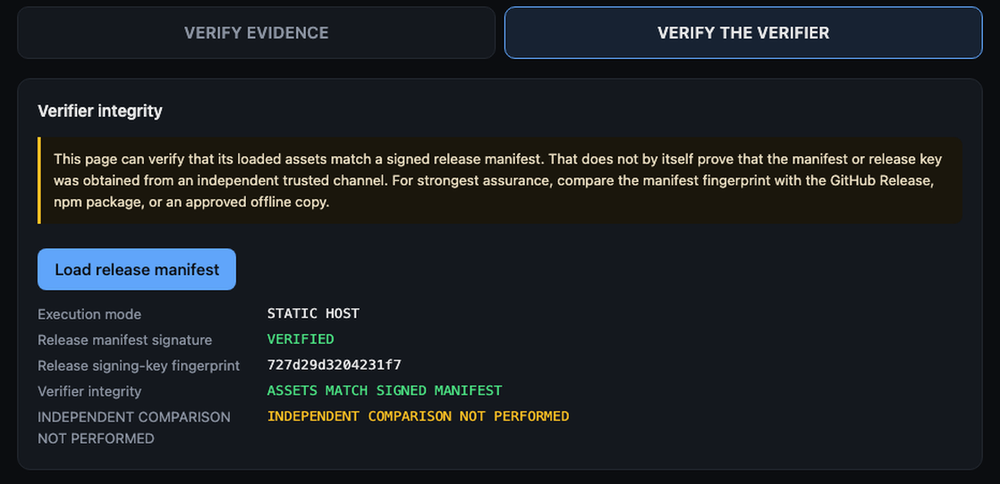 VERIFY EVIDENCE
VERIFY THE VERIFIER
Verifier integrity
This page can verify that its loaded assets match a signed release manifest. That does not by itself prove that the manifest or release key
was obtained from an independent trusted channel. For strongest assurance, compare the manifest fingerprint with the GitHub Release,
npm package, or an approved offline copy.
Load release manifest
Execution mode STATIC HOST
Release manifest signature VERIFIED
Release signing-key fingerprint 727d29d3204231f7
Verifier integrity ASSETS MATCH SIGNED MANIFEST
INDEPENDENT COMPARISON INDEPENDENT COMPARISON NOT PERFORMED
NOT PERFORMED